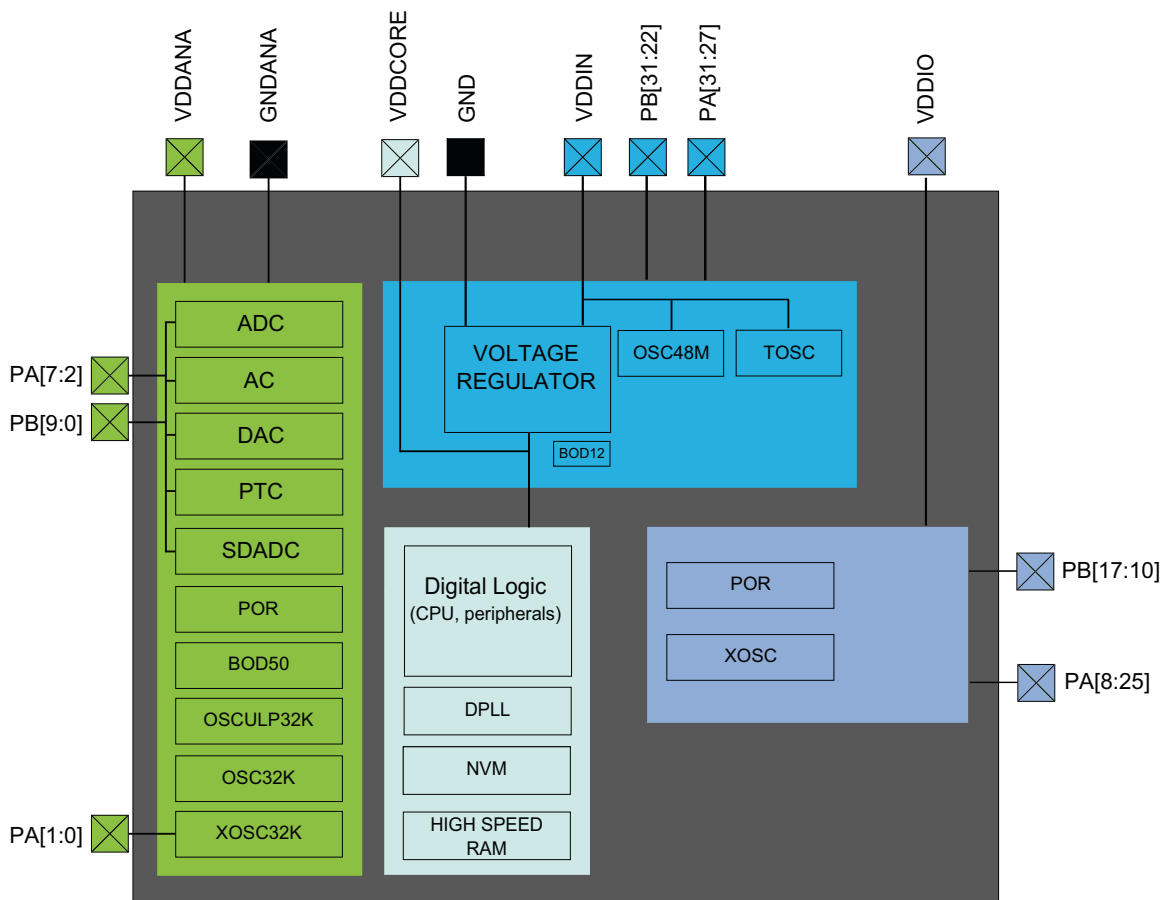 VDDANA
GNDANA
VDDCORE
GND
VDDIN
PB[31:22]
PA[31:27]
VDDIO
PA[7:2]
PB[9:0]
PA[1:0]
ADC
AC
DAC
PTC
SDADC
POR
BOD50
OSCULP32K
OSC32K
XOSC32K
VOLTAGE
REGULATOR
OSC48M
TOSC
BOD12
Digital Logic
(CPU, peripherals)
DPLL
NVM
HIGH SPEED
RAM
POR
XOSC
PB[17:10]
PA[8:25]